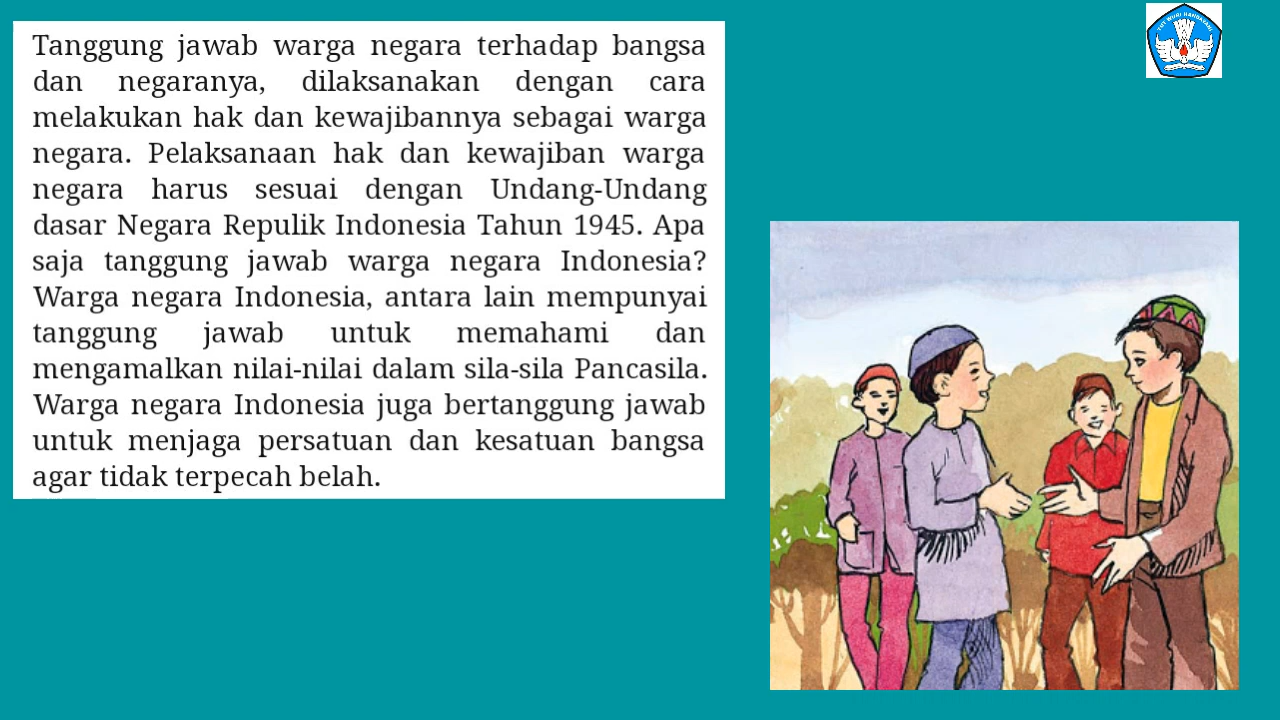 Tanggung jawab warga negara terhadap bangsa
dan negaranya, dilaksanakan dengan cara
melakukan hak dan kewajibannya sebagai warga
negara. Pelaksanaan hak dan kewajiban warga
negara harus sesuai dengan Undang-Undang
dasar Negara Repulik Indonesia Tahun 1945. Apa
saja tanggung jawab warga negara Indonesia?
Warga negara Indonesia, antara lain mempunyai
tanggung jawab untuk memahami dan
mengamalkan nilai-nilai dalam sila-sila Pancasila.
Warga negara Indonesia juga bertanggung jawab
untuk menjaga persatuan dan kesatuan bangsa
agar tidak terpecah belah.
TUT WURI HANDAYANI